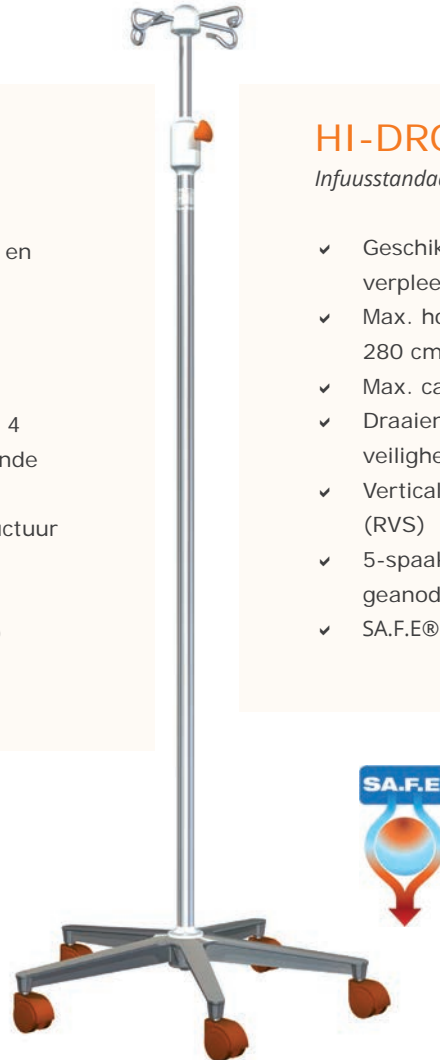 en
4
nde
ctuur
HI-DRO
Infuusstandaa
Geschik
verplee
Max. ho
280 cm
Max. ca
Draaien
veilighe
Vertical
(RVS)
5-spaak
geanod
SA.F.E®
SA.F.E